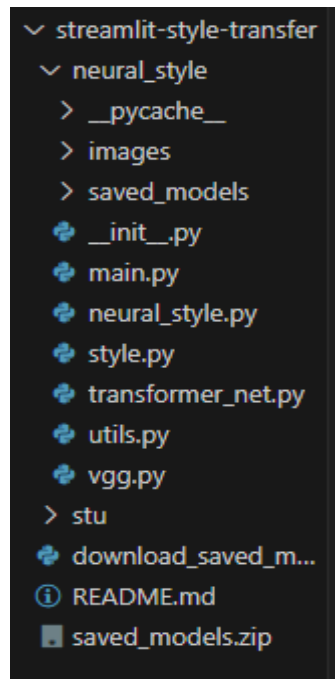 streamlit-style-transfer
neural_style
__pycache__
images
saved_models
__init__.py
main.py
neural_style.py
style.py
transformer_net.py
utils.py
vgg.py
stu
download_saved_m...
README.md
saved_models.zip